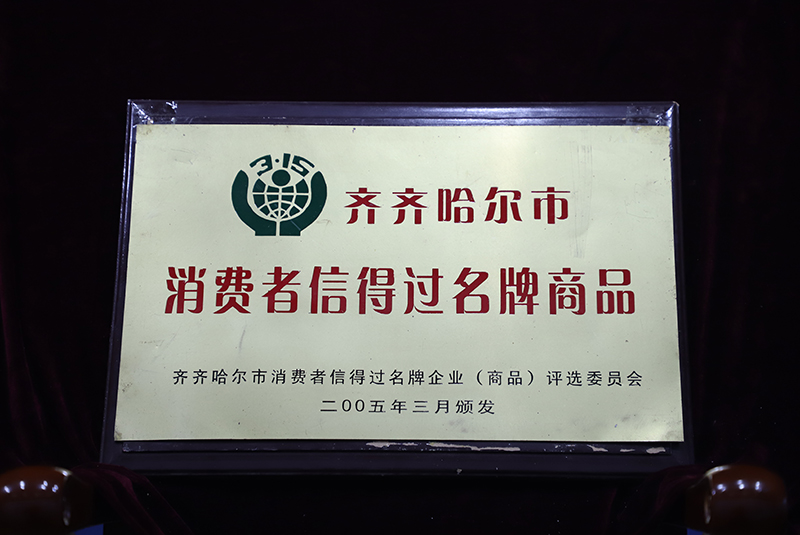 3·15
齐齐哈尔市
消费者信得过名牌商品
齐齐哈尔市消费者信得过名牌企业（商品）评选委员会
二00五年三月颁发